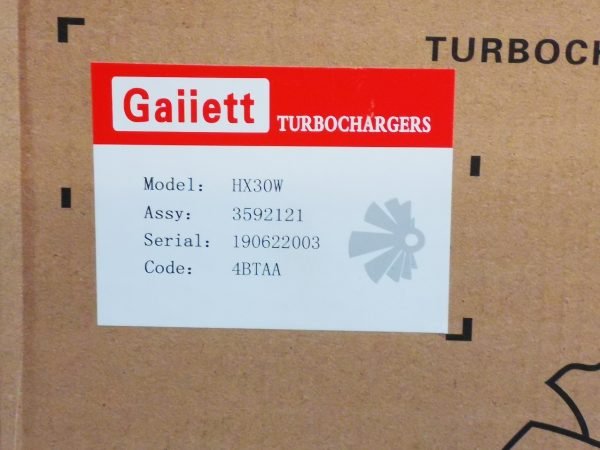 TURBOCH
Gaiiett TURBOCHARGERS
Model: HX30W
Assy: 3592121
Serial: 190622003
Code: 4BTAA